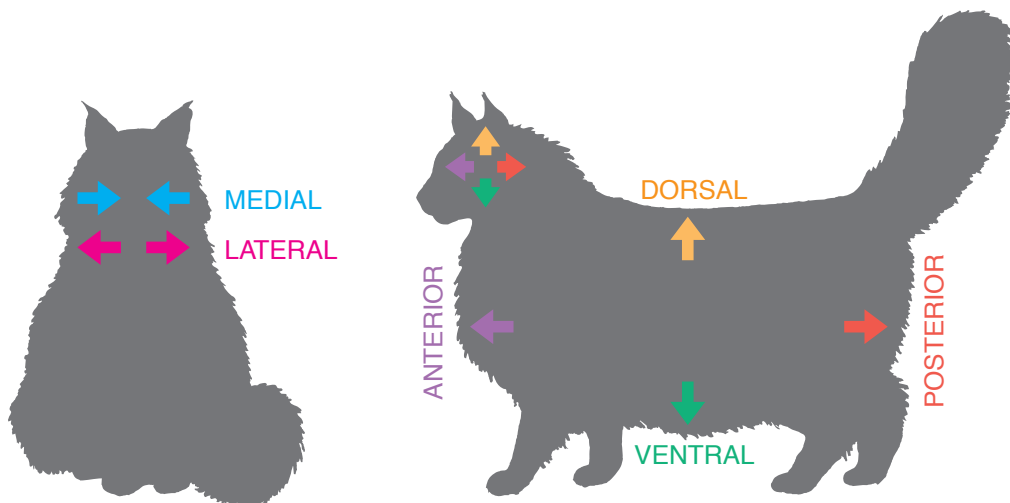 MEDIAL
LATERAL
DORSAL
ANTERIOR
POSTERIOR
VENTRAL